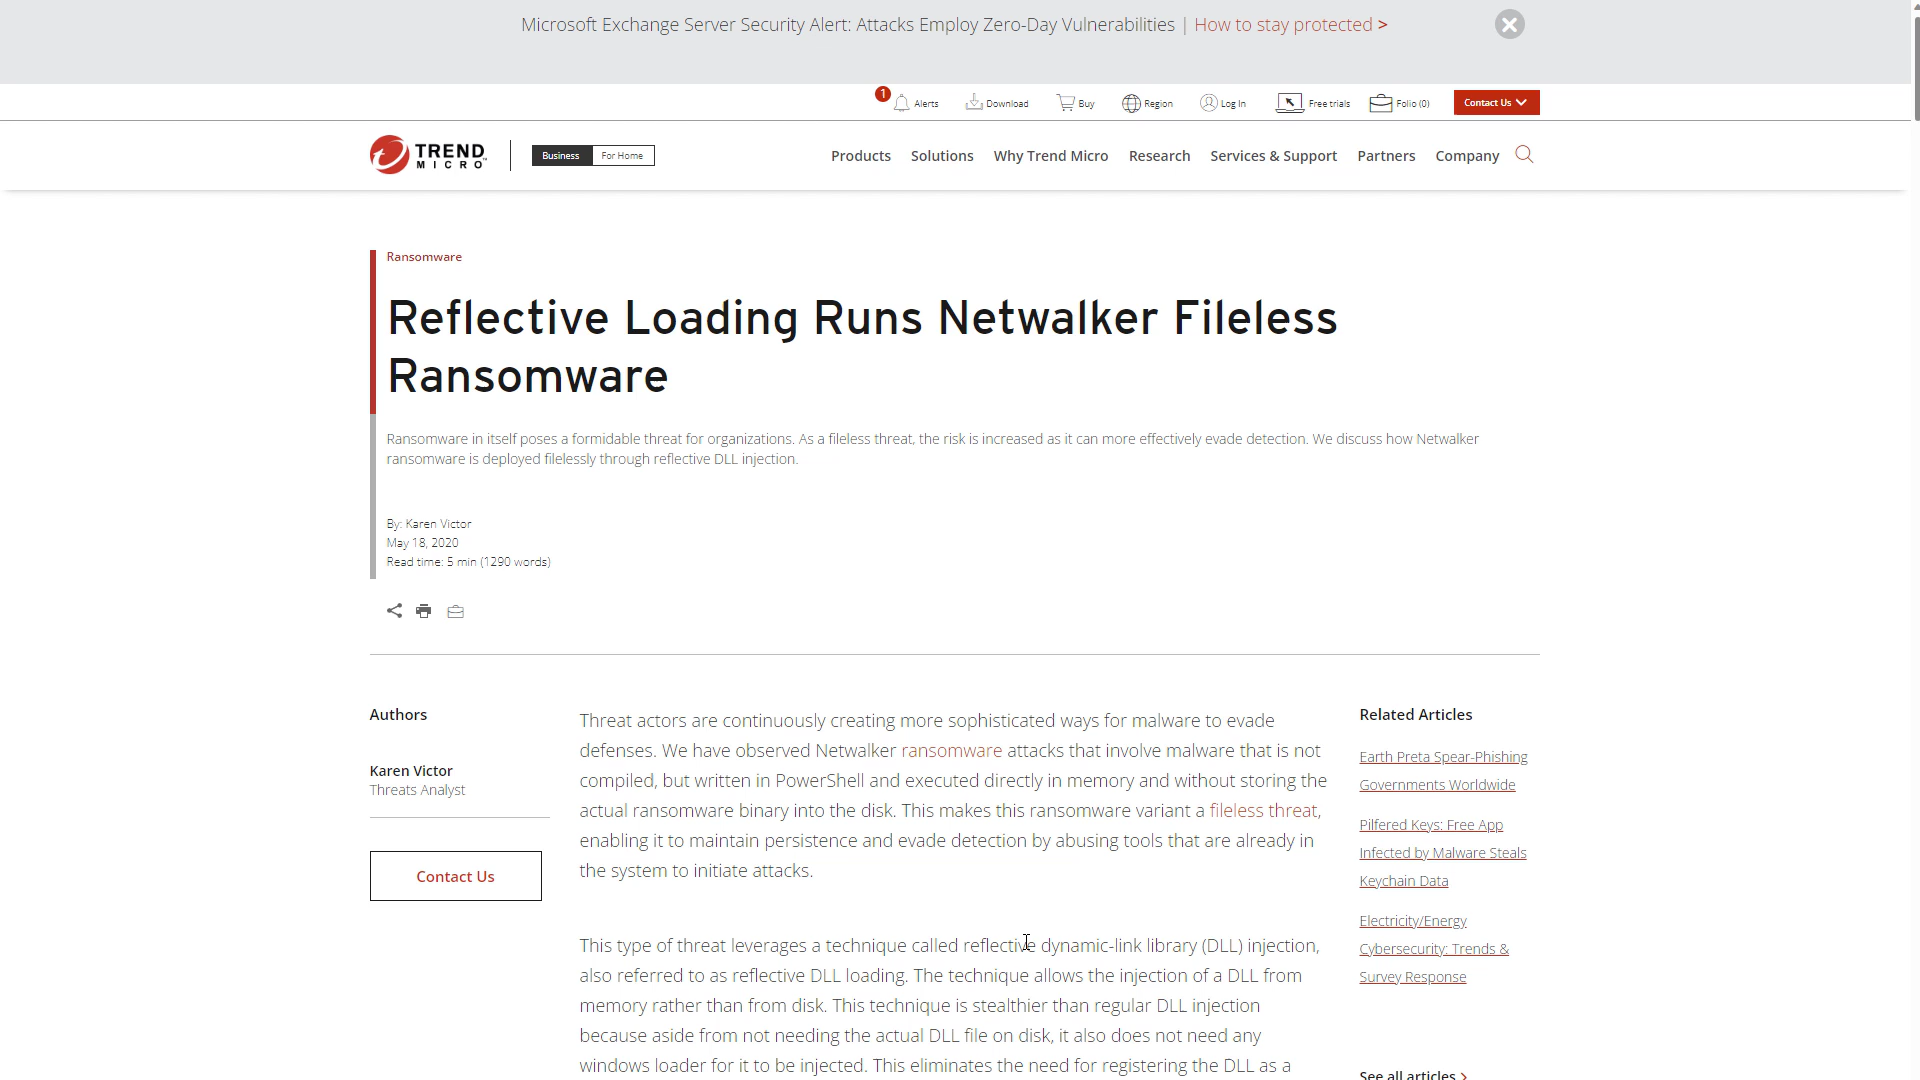 Microsoft Exchange Server Security Alert: Attacks Employ Zero-Day Vulnerabilities | How to stay protected >
1 Alerts Download Buy Region Log In Free trials Folio (0) Contact Us
TREND MICRO Business For Home Products Solutions Why Trend Micro Research Services & Support Partners Company
Ransomware
Reflective Loading Runs Netwalker Fileless
Ransomware
Ransomware in itself poses a formidable threat for organizations. As a fileless threat, the risk is increased as it can more effectively evade detection. We discuss how Netwalker
ransomware is deployed filelessly through reflective DLL injection.
By: Karen Victor
May 18, 2020
Read time: 5 min (1290 words)
Authors
Karen Victor
Threats Analyst
Contact Us
Threat actors are continuously creating more sophisticated ways for malware to evade
defenses. We have observed Netwalker ransomware attacks that involve malware that is not
compiled, but written in PowerShell and executed directly in memory and without storing the
actual ransomware binary into the disk. This makes this ransomware variant a fileless threat,
enabling it to maintain persistence and evade detection by abusing tools that are already in
the system to initiate attacks.
This type of threat leverages a technique called reflective dynamic-link library (DLL) injection,
also referred to as reflective DLL loading. The technique allows the injection of a DLL from
memory rather than from disk. This technique is stealthier than regular DLL injection
because aside from not needing the actual DLL file on disk, it also does not need any
windows loader for it to be injected. This eliminates the need for registering the DLL as a
Related Articles
Earth Preta Spear-Phishing
Governments Worldwide
Pilfered Keys: Free App
Infected by Malware Steals
Keychain Data
Electricity/Energy
Cybersecurity: Trends &
Survey Response
See all articles >